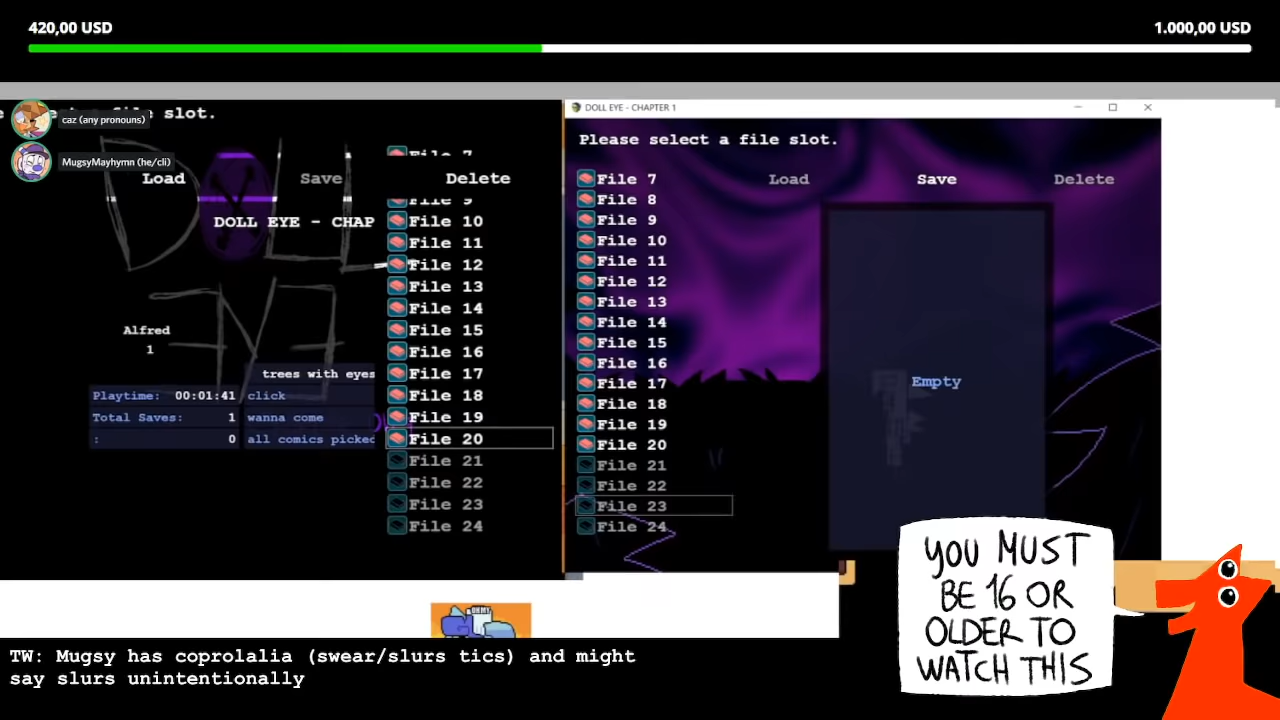 420,00 USD
1.000,00 USD
slot.
caz (any pronouns)
MugsyMayhymn (he/cli)
Load
Save
Delete
DOLL EYE - CHAP
File 10
File 11
File 12
File 13
File 14
File 15
File 16
File 17
File 18
File 19
File 20
File 21
File 22
File 23
File 24
Alfred
1
trees with eyes
Playtime: 00:01:41
click
Total Saves: 1
wanna come
: 0
all comics picked
DOLL EYE - CHAPTER 1
Please select a file slot.
Load
Save
Delete
File 7
File 8
File 9
File 10
File 11
File 12
File 13
File 14
File 15
File 16
File 17
File 18
File 19
File 20
File 21
File 22
File 23
File 24
Empty
YOU MUST
BE 16 OR
OLDER TO
WATCH THIS
TW: Mugsy has coprolalia (swear/slurs tics) and might
say slurs unintentionally